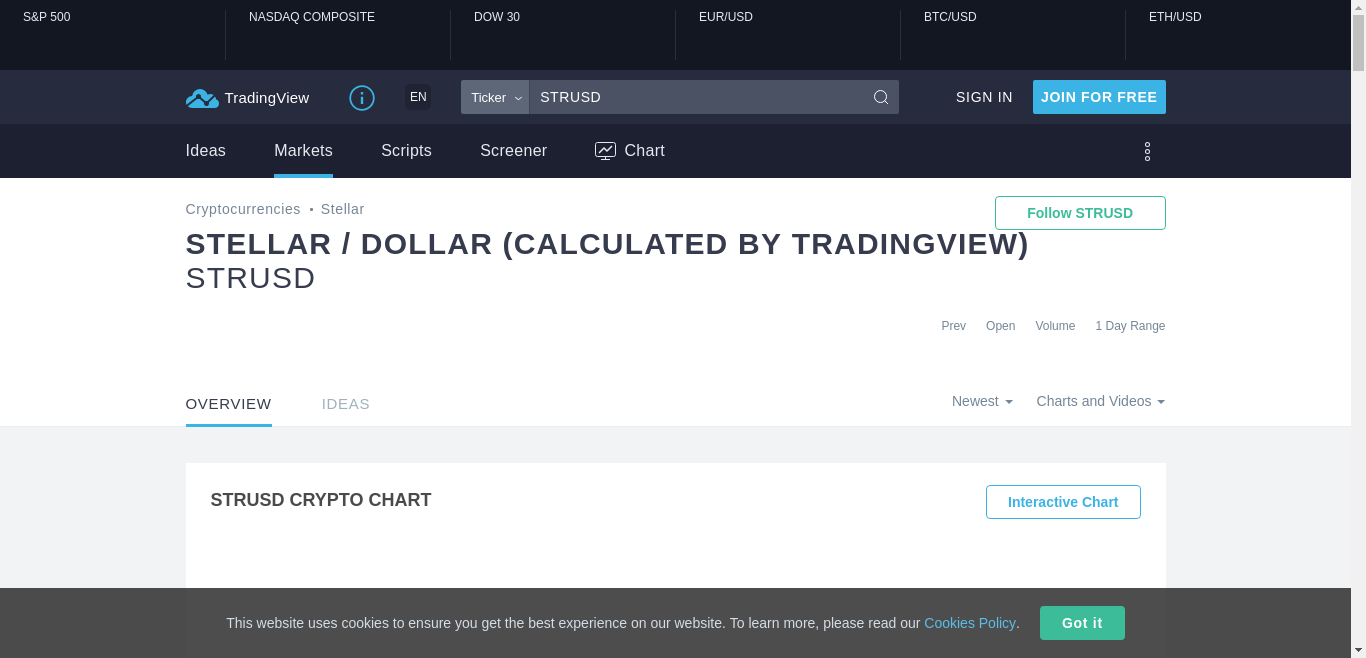 S&P 500 NASDAQ COMPOSITE DOW 30 EUR/USD BTC/USD ETH/USD
TradingView EN Ticker STRUSD SIGN IN JOIN FOR FREE
Ideas Markets Scripts Screener Chart
Cryptocurrencies • Stellar
Follow STRUSD
STELLAR / DOLLAR (CALCULATED BY TRADINGVIEW)
STRUSD
Prev Open Volume 1 Day Range
OVERVIEW IDEAS Newest Charts and Videos
STRUSD CRYPTO CHART Interactive Chart
This website uses cookies to ensure you get the best experience on our website. To learn more, please read our Cookies Policy. Got it